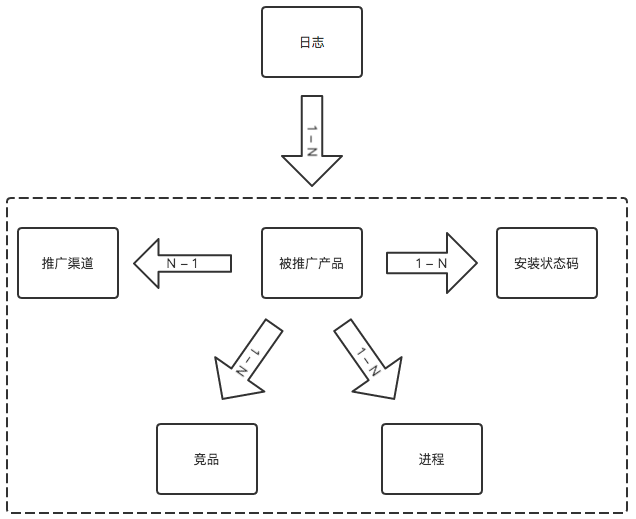 日志
1 – N
推广渠道
N – 1
被推广产品
1 – N
安装状态码
1 – N
1 – N
竞品
进程